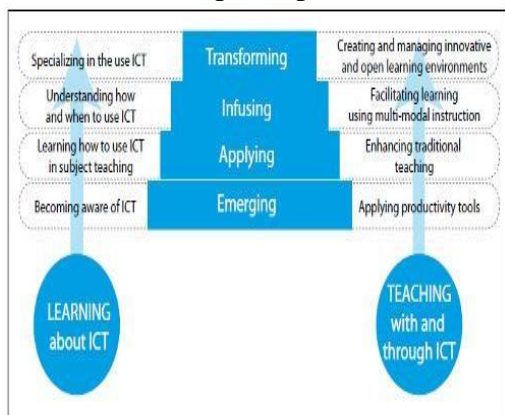 Specializing in the use ICT
Transforming
Creating and managing innovative
and open learning environments
Understanding how
and when to use ICT
Infusing
Facilitating learning
using multi-modal instruction
Learning how to use ICT
in subject teaching
Applying
Enhancing traditional
teaching
Becoming aware of ICT
Emerging
Applying productivity tools
LEARNING
about ICT
TEACHING
with and
through ICT